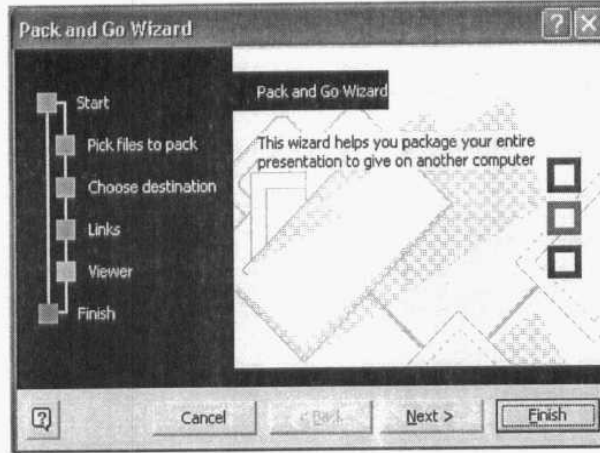 Pack and Go Wizard
Start
Pick files to pack
Choose destination
Links
Viewer
Finish
Pack and Go Wizard
This wizard helps you package your entire
presentation to give on another computer
Cancel
< Back
Next >
Finish